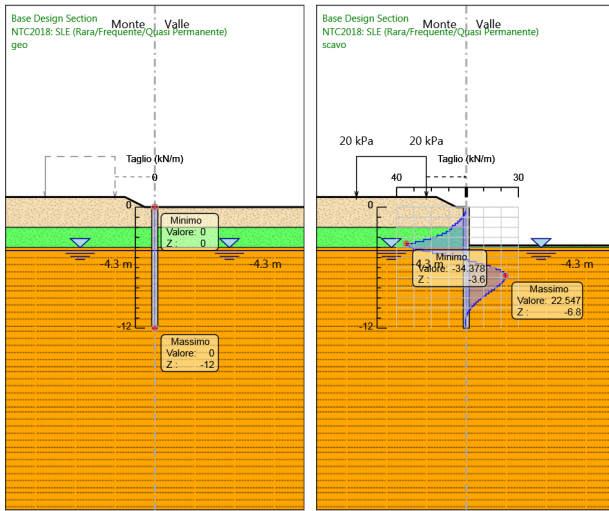 Base Design Section
Monte Valle
NTC2018: SLE (Rara/Frequente/Quasi Permanente)
geo
Taglio (kN/m)
0
0
Minimo
Valore: 0
Z : 0
-4.3 m
-4.3 m
-12
Massimo
Valore: 0
Z : -12
Base Design Section
Monte Valle
NTC2018: SLE (Rara/Frequente/Quasi Permanente)
scavo
20 kPa 20 kPa
Taglio (kN/m)
40 30
0
-4.3 m
-4.3 m
Minimo
Valore: -34.378
Z : -3.6
Massimo
Valore: 22.547
Z : -6.8
-12